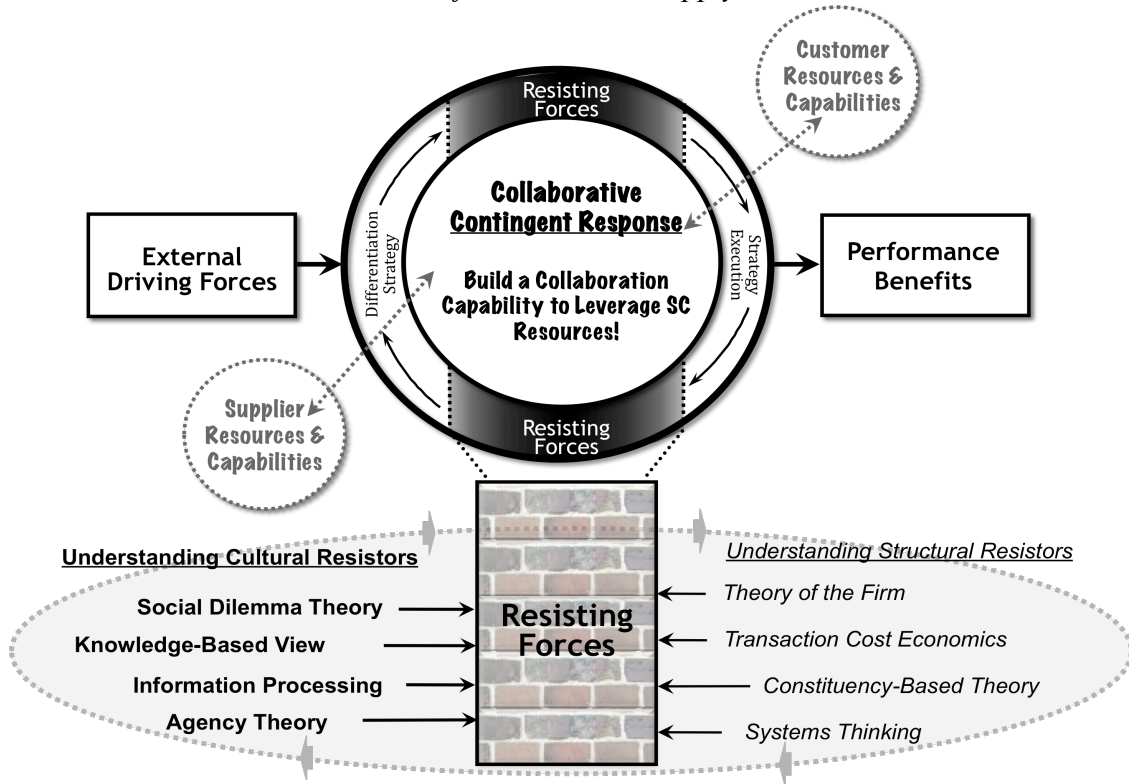 Resisting
Forces
Customer
Resources &
Capabilities
Collaborative
Contingent Response
Build a Collaboration
Capability to Leverage SC
Resources!
External
Driving Forces
Differentiation
Strategy
Strategy
Execution
Performance
Benefits
Supplier
Resources &
Capabilities
Resisting
Forces
Understanding Cultural Resistors
Social Dilemma Theory
Knowledge-Based View
Information Processing
Agency Theory
Resisting
Forces
Understanding Structural Resistors
Theory of the Firm
Transaction Cost Economics
Constituency-Based Theory
Systems Thinking